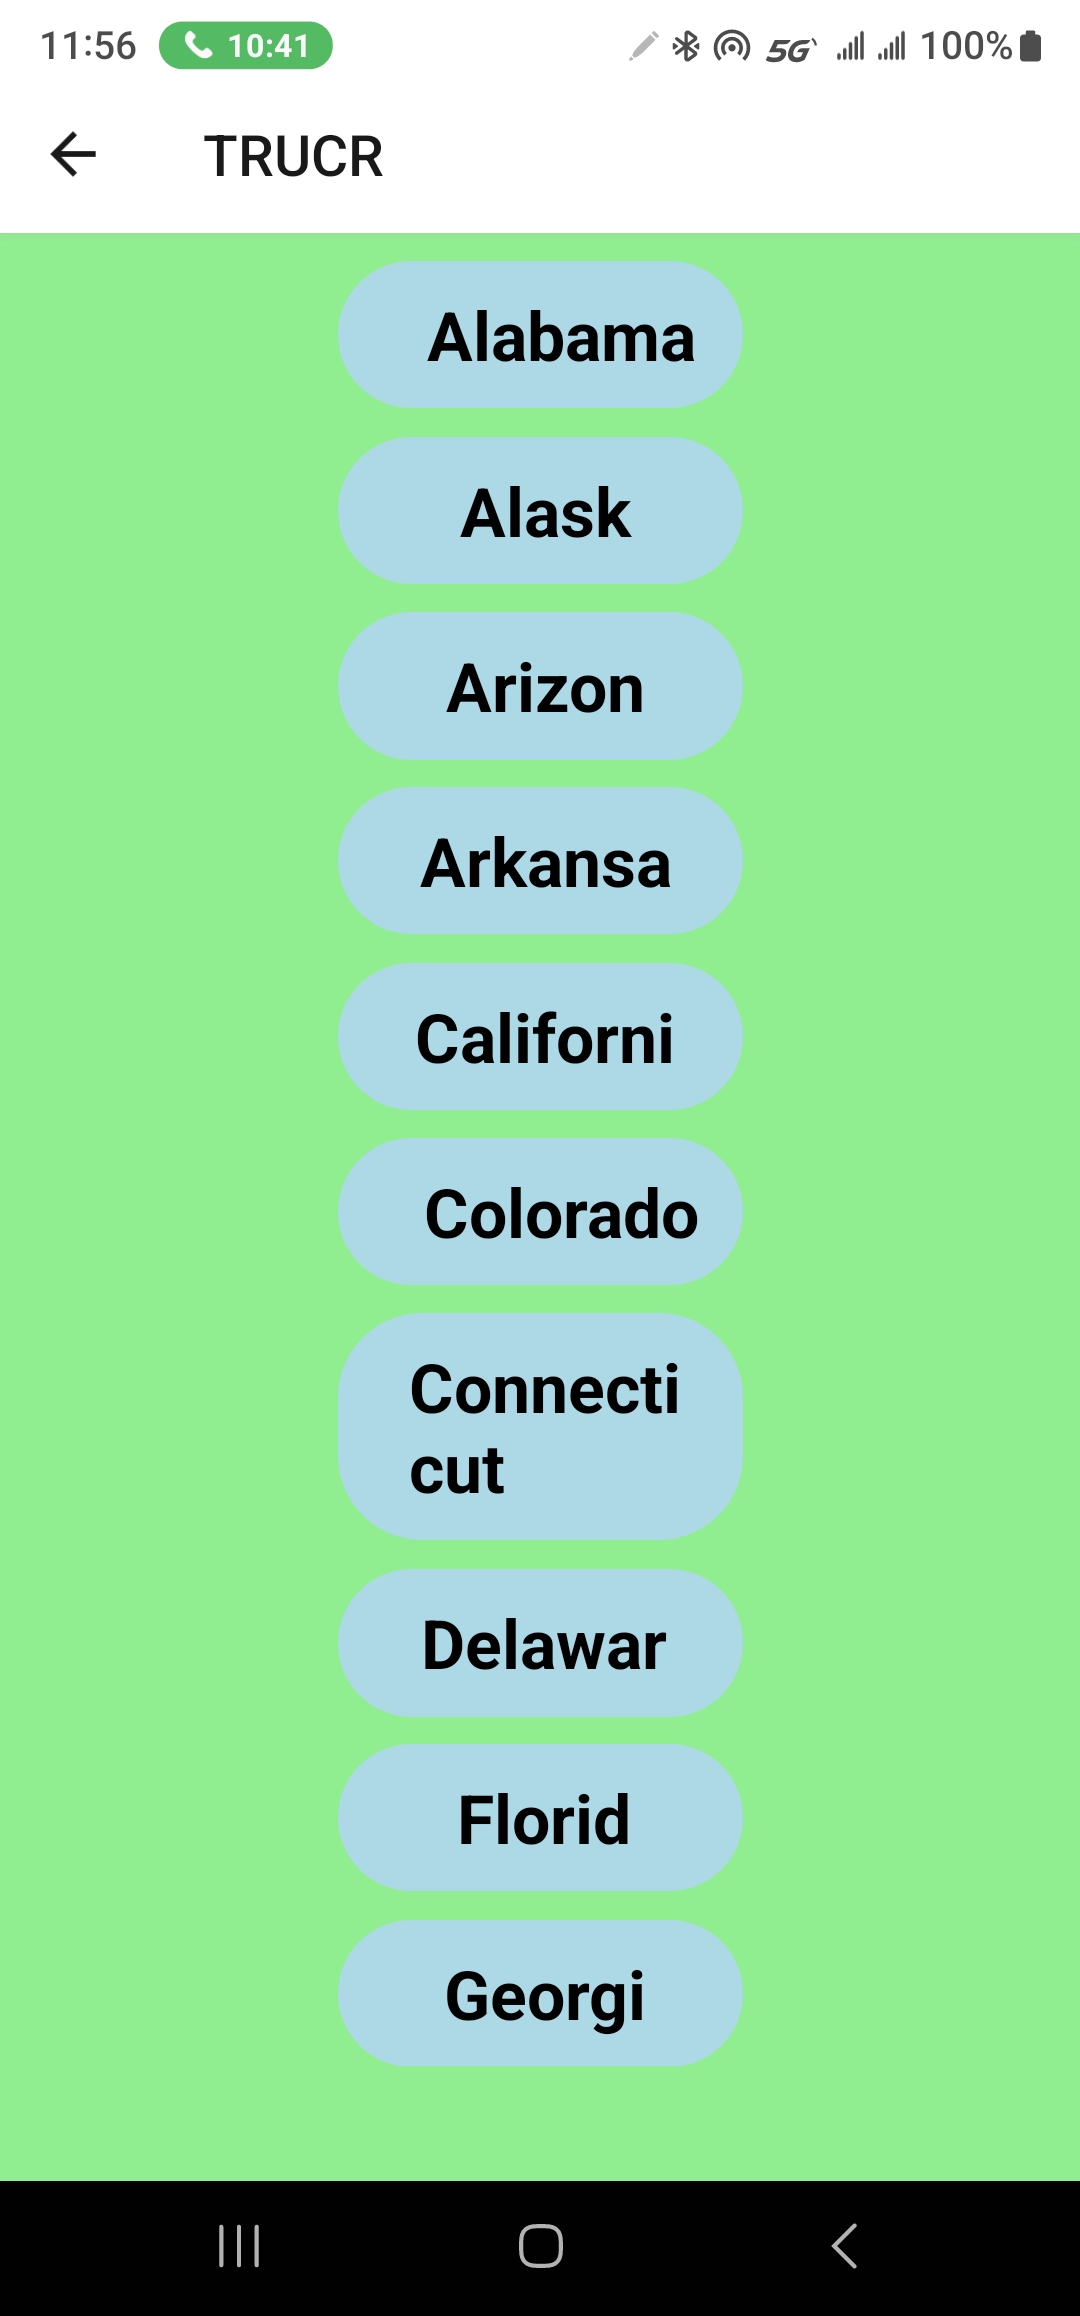 11:56 10:41 5G 100%
TRUCR
Alabama
Alask
Arizon
Arkansa
Californi
Colorado
Connecti
cut
Delawar
Florid
Georgi